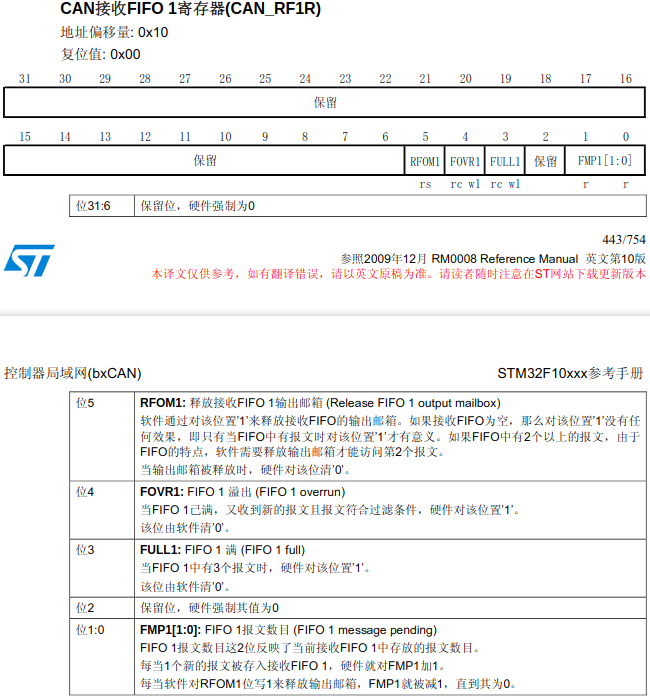 CAN接收FIFO 1寄存器(CAN_RF1R)
地址偏移量: 0x10
复位值: 0x00
31 30 29 28 27 26 25 24 23 22 21 20 19 18 17 16
保留
15 14 13 12 11 10 9 8 7 6 5 4 3 2 1 0
保留 RFOM1 FOVR1 FULL1 保留 FMP1[1:0]
rs rc w1 rc w1 r r
位31:6 保留位，硬件强制为0
443/754
参照2009年12月 RM0008 Reference Manual 英文第10版
本译文仅供参考，如有翻译错误，请以英文原稿为准。请读者随时注意在ST网站下载更新版本
ST
控制器局域网(bxCAN) STM32F10xxx参考手册
位5 RFOM1: 释放接收FIFO 1输出邮箱 (Release FIFO 1 output mailbox)
软件通过对该位置'1'来释放接收FIFO的输出邮箱。如果接收FIFO为空，那么对该位置'1'没有任
何效果，即只有当FIFO中有报文时对该位置'1'才有意义。如果FIFO中有2个以上的报文，由于
FIFO的特点，软件需要释放输出邮箱才能访问第2个报文。
当输出邮箱被释放时，硬件对该位清'0'。
位4 FOVR1: FIFO 1 溢出 (FIFO 1 overrun)
当FIFO 1已满，又收到新的报文且报文符合过滤条件，硬件对该位置'1'。
该位由软件清'0'。
位3 FULL1: FIFO 1 满 (FIFO 1 full)
当FIFO 1中有3个报文时，硬件对该位置'1'。
该位由软件清'0'。
位2 保留位，硬件强制其值为0
位1:0 FMP1[1:0]: FIFO 1报文数目 (FIFO 1 message pending)
FIFO 1报文数目这2位反映了当前接收FIFO 1中存放的报文数目。
每当1个新的报文被存入接收FIFO 1，硬件就对FMP1加1。
每当软件对RFOM1位写1来释放输出邮箱，FMP1就被减1，直到其为0。